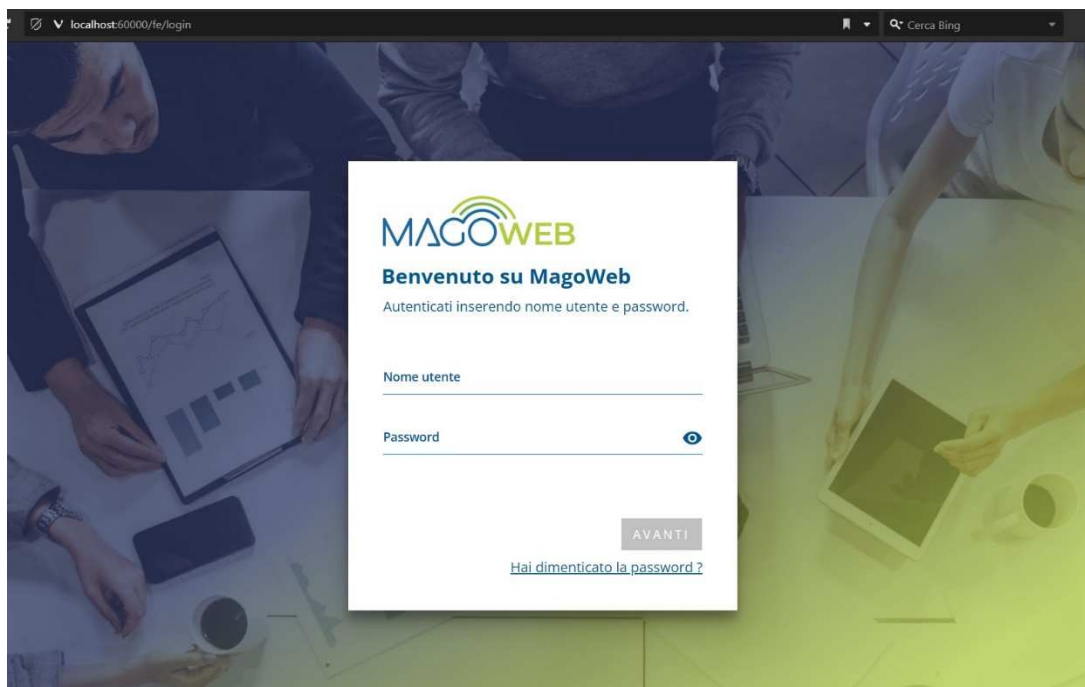 localhost:60000/fe/login
Cerca Bing
MAGOWEB
Benvenuto su MagoWeb
Autenticati inserendo nome utente e password.
Nome utente
Password
AVANTI
Hai dimenticato la password ?